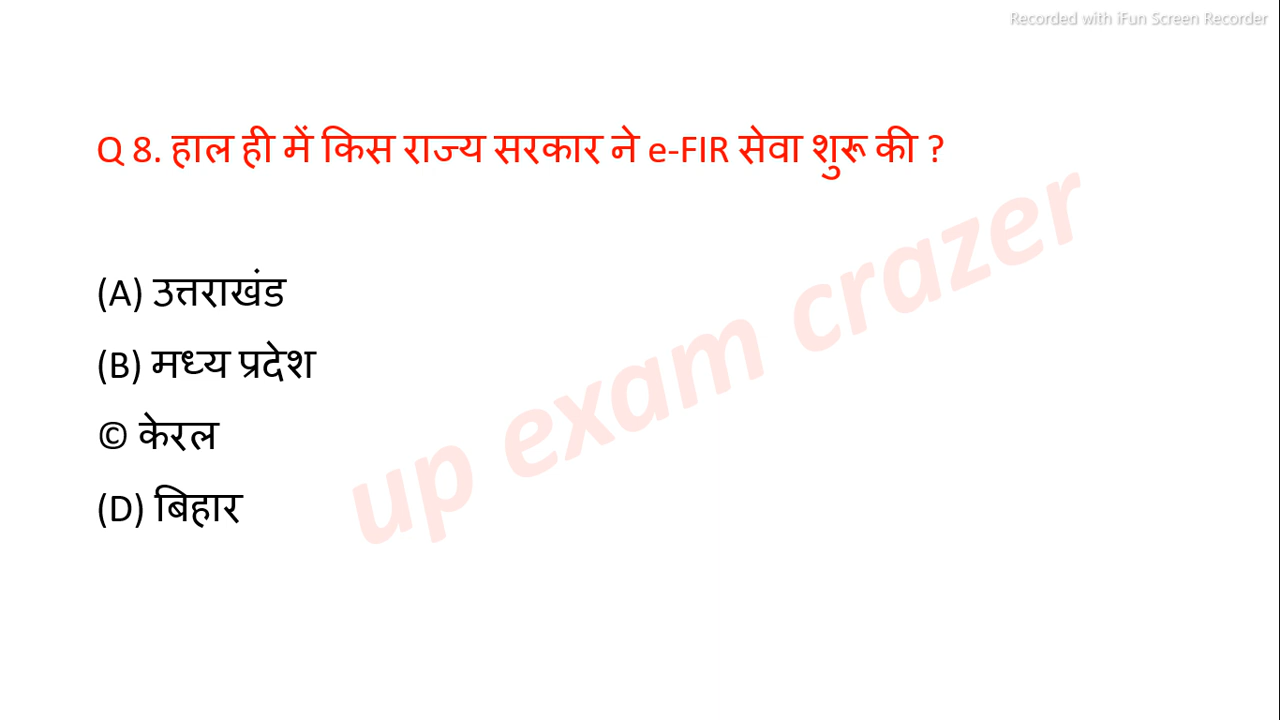 Recorded with iFun Screen Recorder
Q 8. हाल ही में किस राज्य सरकार ने e-FIR सेवा शुरू की ?
(A) उत्तराखंड
(B) मध्य प्रदेश
© केरल
(D) बिहार
up exam crazer